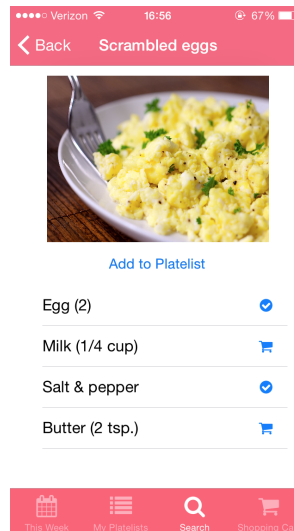 Verizon 16:56 67%
Back Scrambled eggs
Add to Platelist
Egg (2)
Milk (1/4 cup)
Salt & pepper
Butter (2 tsp.)
This Week My Platelists Search Shopping Ca